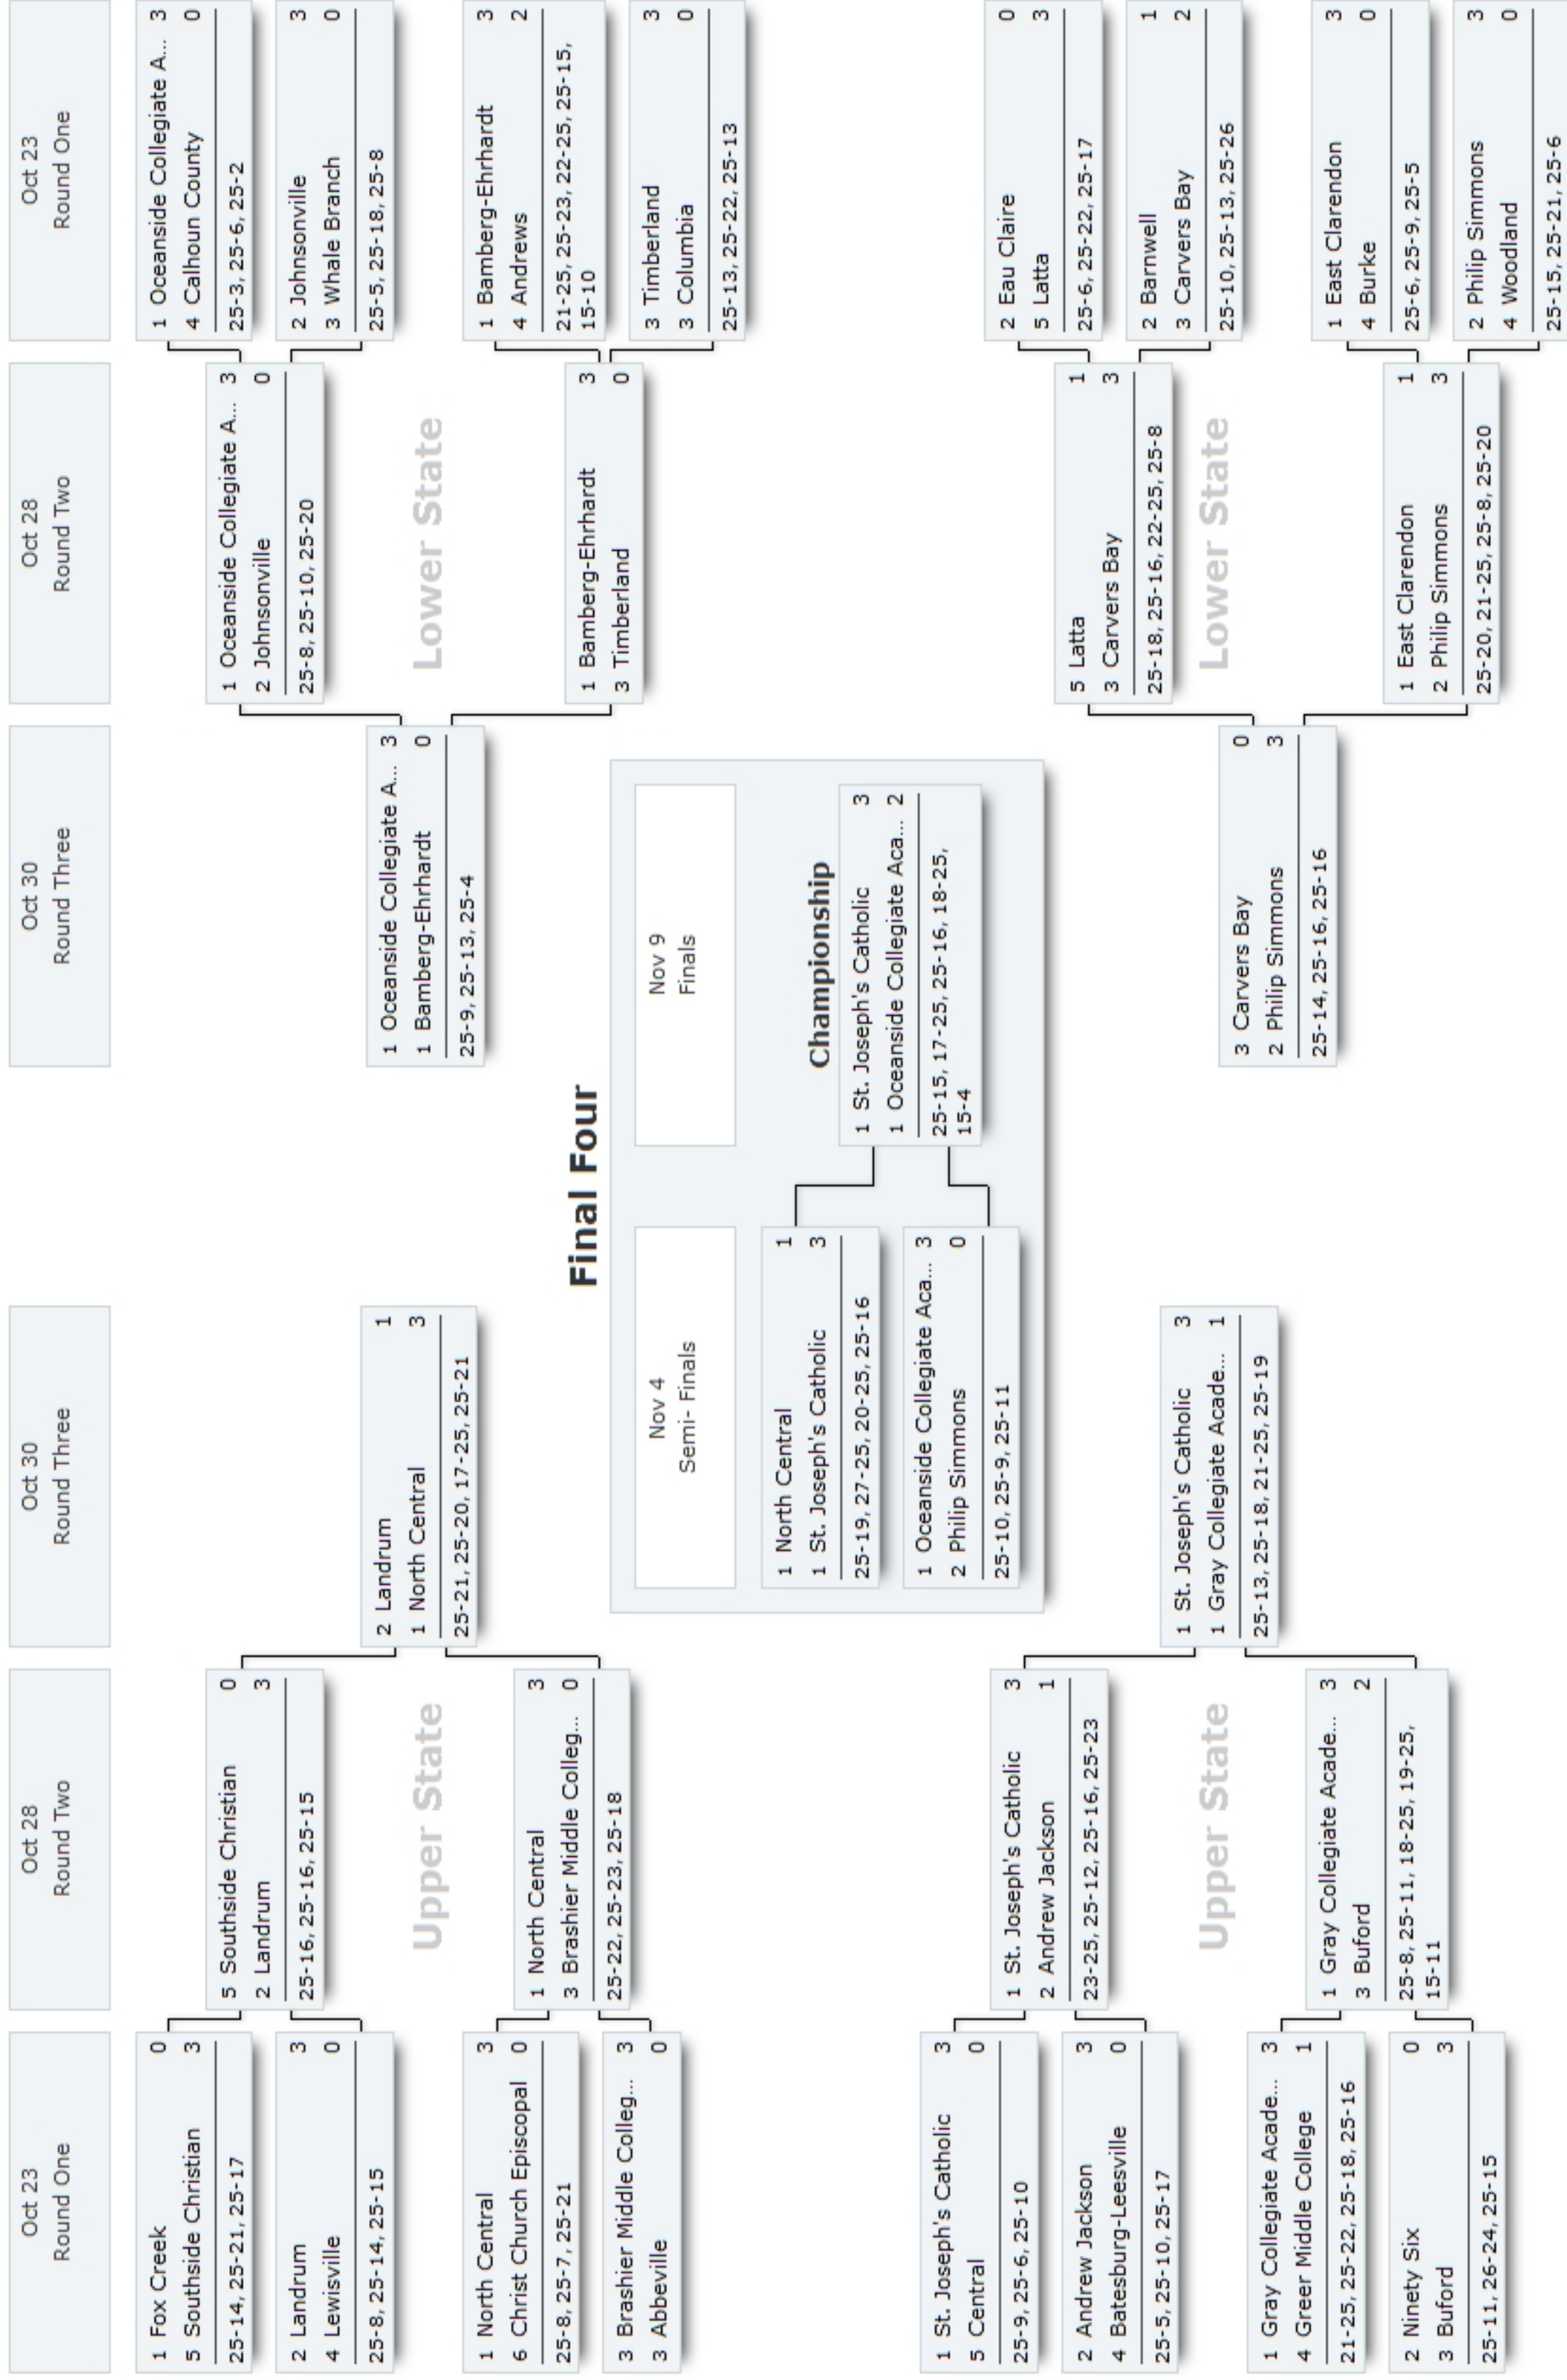 Oct 23
Round One
Oct 28
Round Two
Oct 30
Round Three
Oct 30
Round Three
Oct 28
Round Two
Oct 23
Round One
1 Fox Creek 0
5 Southside Christian 3
25-14, 25-21, 25-17
2 Landrum 3
4 Lewisville 0
25-8, 25-14, 25-15
1 North Central 3
6 Christ Church Episcopal 0
25-8, 25-7, 25-21
3 Brashier Middle Colleg... 3
3 Abbeville 0
5 Southside Christian 0
2 Landrum 3
25-16, 25-16, 25-15
Upper State
1 North Central 3
3 Brashier Middle Colleg... 0
25-22, 25-23, 25-18
2 Landrum 1
1 North Central 3
25-21, 25-20, 17-25, 25-21
1 Oceanside Collegiate A... 3
1 Bamberg-Ehrhardt 0
25-9, 25-13, 25-4
1 Oceanside Collegiate A... 3
2 Johnsonville 0
25-8, 25-10, 25-20
Lower State
1 Bamberg-Ehrhardt 3
3 Timberland 0
1 Oceanside Collegiate A... 3
4 Calhoun County 0
25-3, 25-6, 25-2
2 Johnsonville 3
3 Whale Branch 0
25-5, 25-18, 25-8
1 Bamberg-Ehrhardt 3
4 Andrews 2
21-25, 25-23, 22-25, 25-15,
15-10
3 Timberland 3
3 Columbia 0
25-13, 25-22, 25-13
Final Four
Nov 4
Semi- Finals
Nov 9
Finals
1 North Central 1
1 St. Joseph's Catholic 3
25-19, 27-25, 20-25, 25-16
1 Oceanside Collegiate Aca... 3
2 Philip Simmons 0
25-10, 25-9, 25-11
Championship
1 St. Joseph's Catholic 3
1 Oceanside Collegiate Aca... 2
25-15, 17-25, 25-16, 18-25,
15-4
1 St. Joseph's Catholic 3
5 Central 0
25-9, 25-6, 25-10
2 Andrew Jackson 3
4 Batesburg-Leesville 0
25-5, 25-10, 25-17
1 Gray Collegiate Acade... 3
4 Greer Middle College 1
21-25, 25-22, 25-18, 25-16
2 Ninety Six 0
3 Buford 3
25-11, 26-24, 25-15
1 St. Joseph's Catholic 3
2 Andrew Jackson 1
23-25, 25-12, 25-16, 25-23
Upper State
1 Gray Collegiate Acade... 3
3 Buford 2
25-8, 25-11, 18-25, 19-25,
15-11
1 St. Joseph's Catholic 3
1 Gray Collegiate Acade... 1
25-13, 25-18, 21-25, 25-19
3 Carvers Bay 0
2 Philip Simmons 3
25-14, 25-16, 25-16
5 Latta 1
3 Carvers Bay 3
25-18, 25-16, 22-25, 25-8
Lower State
1 East Clarendon 1
2 Philip Simmons 3
25-20, 21-25, 25-8, 25-20
2 Eau Claire 0
5 Latta 3
25-6, 25-22, 25-17
2 Barnwell 1
3 Carvers Bay 2
25-10, 25-13, 25-26
1 East Clarendon 3
4 Burke 0
25-6, 25-9, 25-5
2 Philip Simmons 3
4 Woodland 0
25-15, 25-21, 25-6